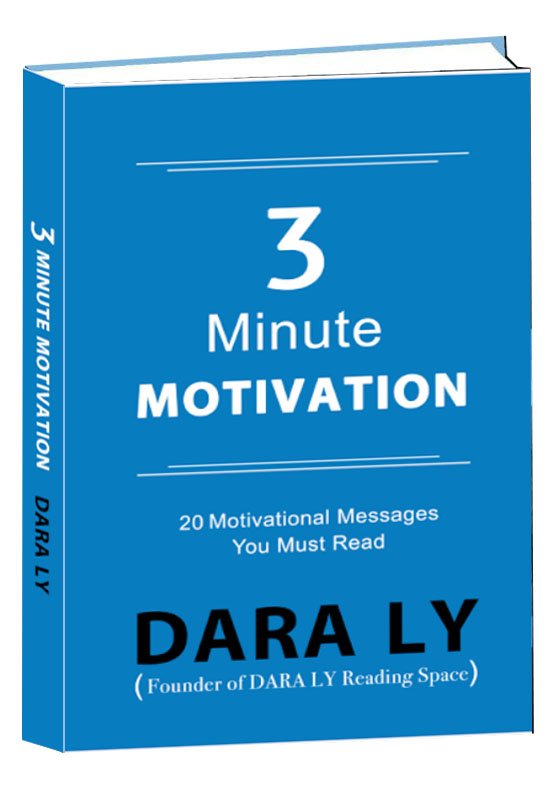 3 MINUTE MOTIVATION DARA LY
3
Minute
MOTIVATION
20 Motivational Messages
You Must Read
DARA LY
(Founder of DARA LY Reading Space)